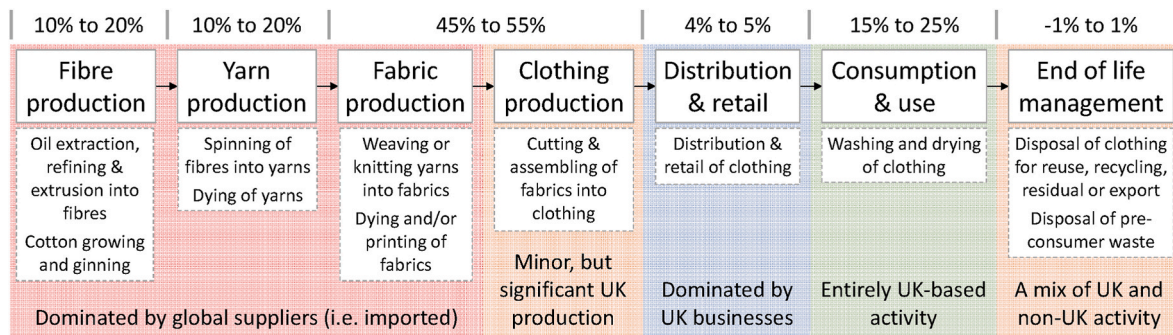 10% to 20%
10% to 20%
45% to 55%
4% to 5%
15% to 25%
-1% to 1%
Fibre
production
Yarn
production
Fabric
production
Clothing
production
Distribution
& retail
Consumption
& use
End of life
management
Oil extraction,
refining &
extrusion into
fibres
Cotton growing
and ginning
Spinning of
fibres into yarns
Dying of yarns
Weaving or
knitting yarns
into fabrics
Dying and/or
printing of
fabrics
Cutting &
assembling of
fabrics into
clothing
Distribution &
retail of clothing
Washing and drying
of clothing
Disposal of clothing
for reuse, recycling,
residual or export
Disposal of pre-
consumer waste
Dominated by global suppliers (i.e. imported)
Minor, but
significant UK
production
Dominated by
UK businesses
Entirely UK-based
activity
A mix of UK and
non-UK activity